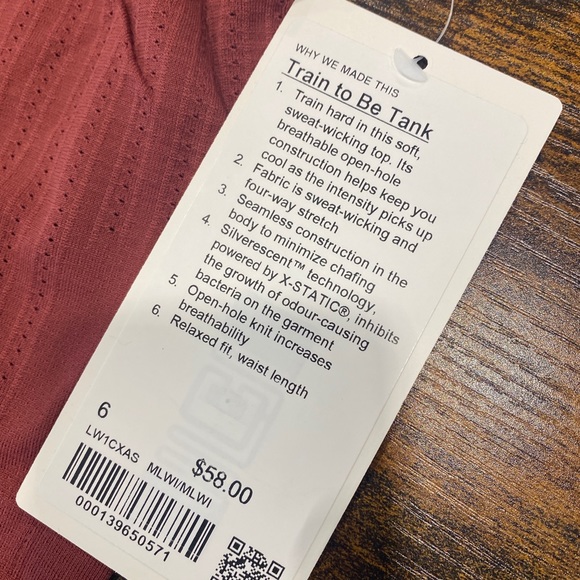 WHY WE MADE THIS
Train to Be Tank
1. Train hard in this soft,
sweat-wicking top. Its
breathable open-hole
construction helps keep you
cool as the intensity picks up
2. Fabric is sweat-wicking and
four-way stretch
3. Seamless construction in the
body to minimize chafing
4. Silverescent™ technology,
powered by X-STATIC®, inhibits
the growth of odour-causing
bacteria on the garment
5. Open-hole knit increases
breathability
6. Relaxed fit, waist length
6
LW1CXAS MLWI/MLWI
$58.00
000139650571